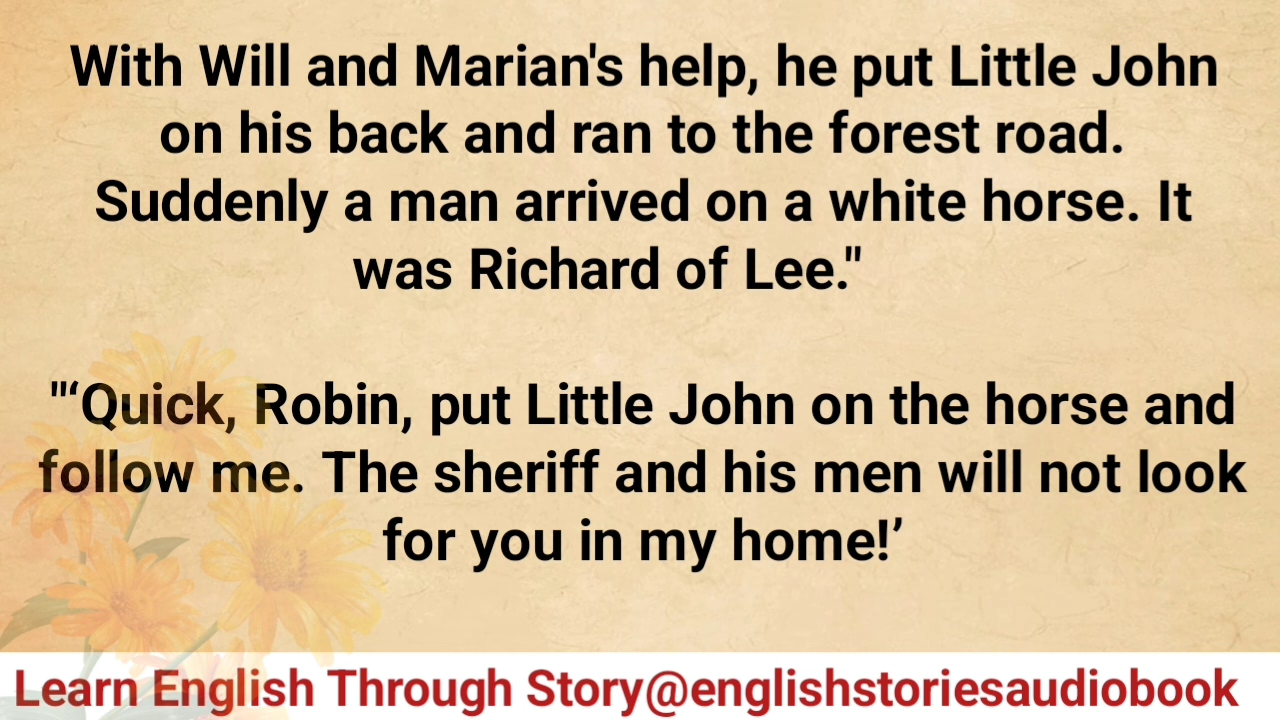 With Will and Marian's help, he put Little John
on his back and ran to the forest road.
Suddenly a man arrived on a white horse. It
was Richard of Lee."
"‘Quick, Robin, put Little John on the horse and
follow me. The sheriff and his men will not look
for you in my home!’
Learn English Through Story@englishstoriesaudiobook